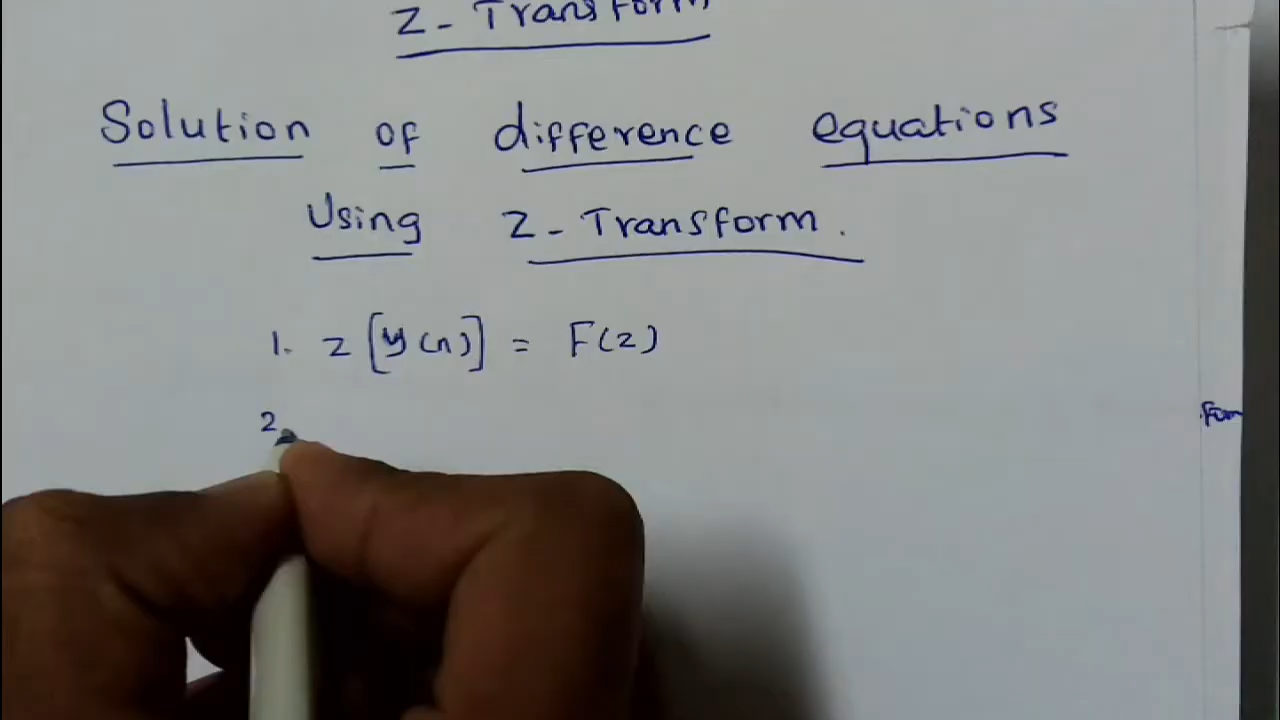 Z - Transform
Solution of difference equations
Using Z - Transform.
1. z [y(n)] = F(z)
2.